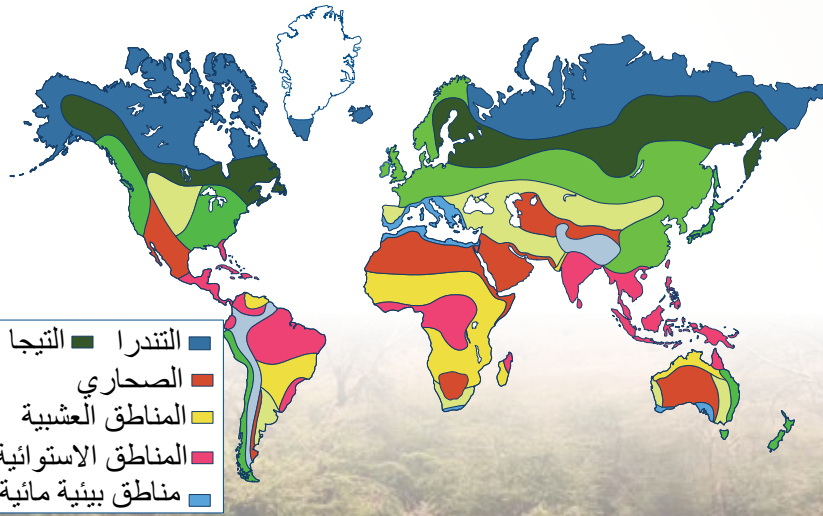 التندرا التيجا
الصحاري
المناطق العشبية
المناطق الاستوائية
مناطق بيئية مائية